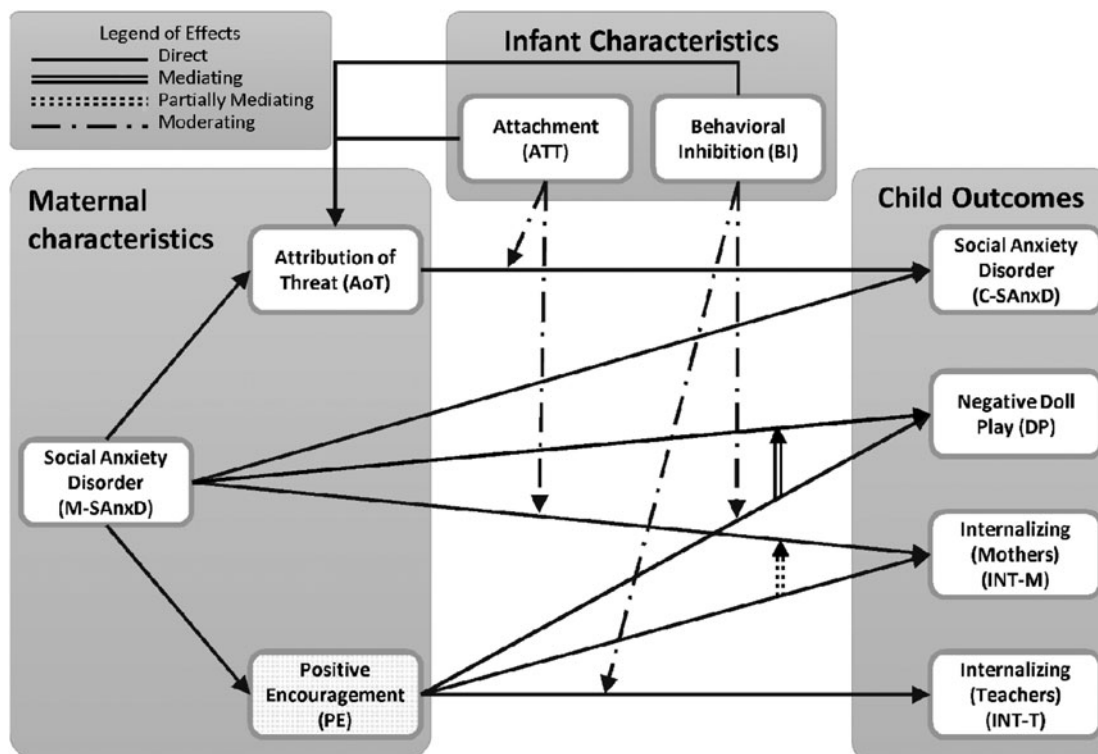 Legend of Effects
Direct
Mediating
Partially Mediating
Moderating
Infant Characteristics
Attachment
(ATT)
Behavioral
Inhibition (BI)
Maternal
characteristics
Attribution of
Threat (AoT)
Social Anxiety
Disorder
(M-SAnxD)
Positive
Encouragement
(PE)
Child Outcomes
Social Anxiety
Disorder
(C-SAnxD)
Negative Doll
Play (DP)
Internalizing
(Mothers)
(INT-M)
Internalizing
(Teachers)
(INT-T)